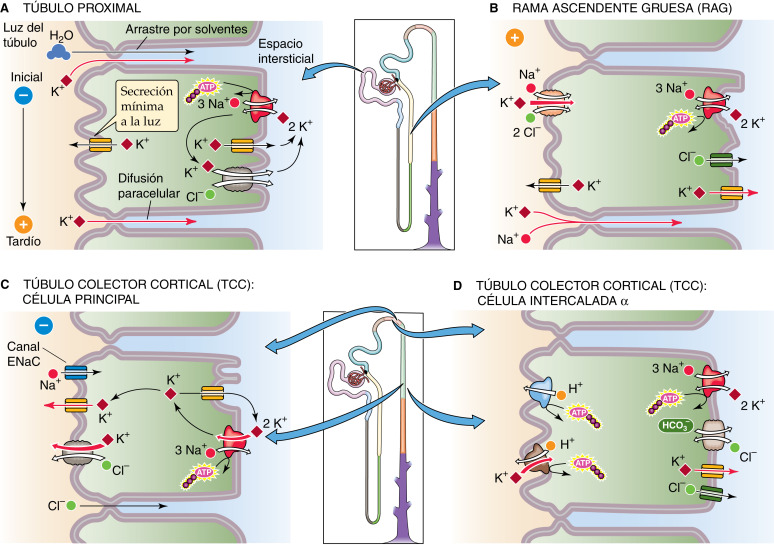 A TÚBULO PROXIMAL
Luz del
túbulo
H₂O
Arrastre por solventes
Espacio
intersticial
Inicial
−
K⁺
Secreción
mínima
a la luz
ATP
3 Na⁺
2 K⁺
K⁺
K⁺
K⁺
Cl⁻
Difusión
paracelular
K⁺
+
Tardío
B RAMA ASCENDENTE GRUESA (RAG)
+
Na⁺
K⁺
2 Cl⁻
3 Na⁺
ATP
2 K⁺
Cl⁻
K⁺
K⁺
K⁺
Na⁺
C TÚBULO COLECTOR CORTICAL (TCC):
CÉLULA PRINCIPAL
−
Canal
ENaC
Na⁺
K⁺
K⁺
2 K⁺
K⁺
3 Na⁺
ATP
Cl⁻
Cl⁻
D TÚBULO COLECTOR CORTICAL (TCC):
CÉLULA INTERCALADA α
H⁺
ATP
3 Na⁺
ATP
2 K⁺
HCO₃
Cl⁻
H⁺
K⁺
ATP
K⁺
Cl⁻